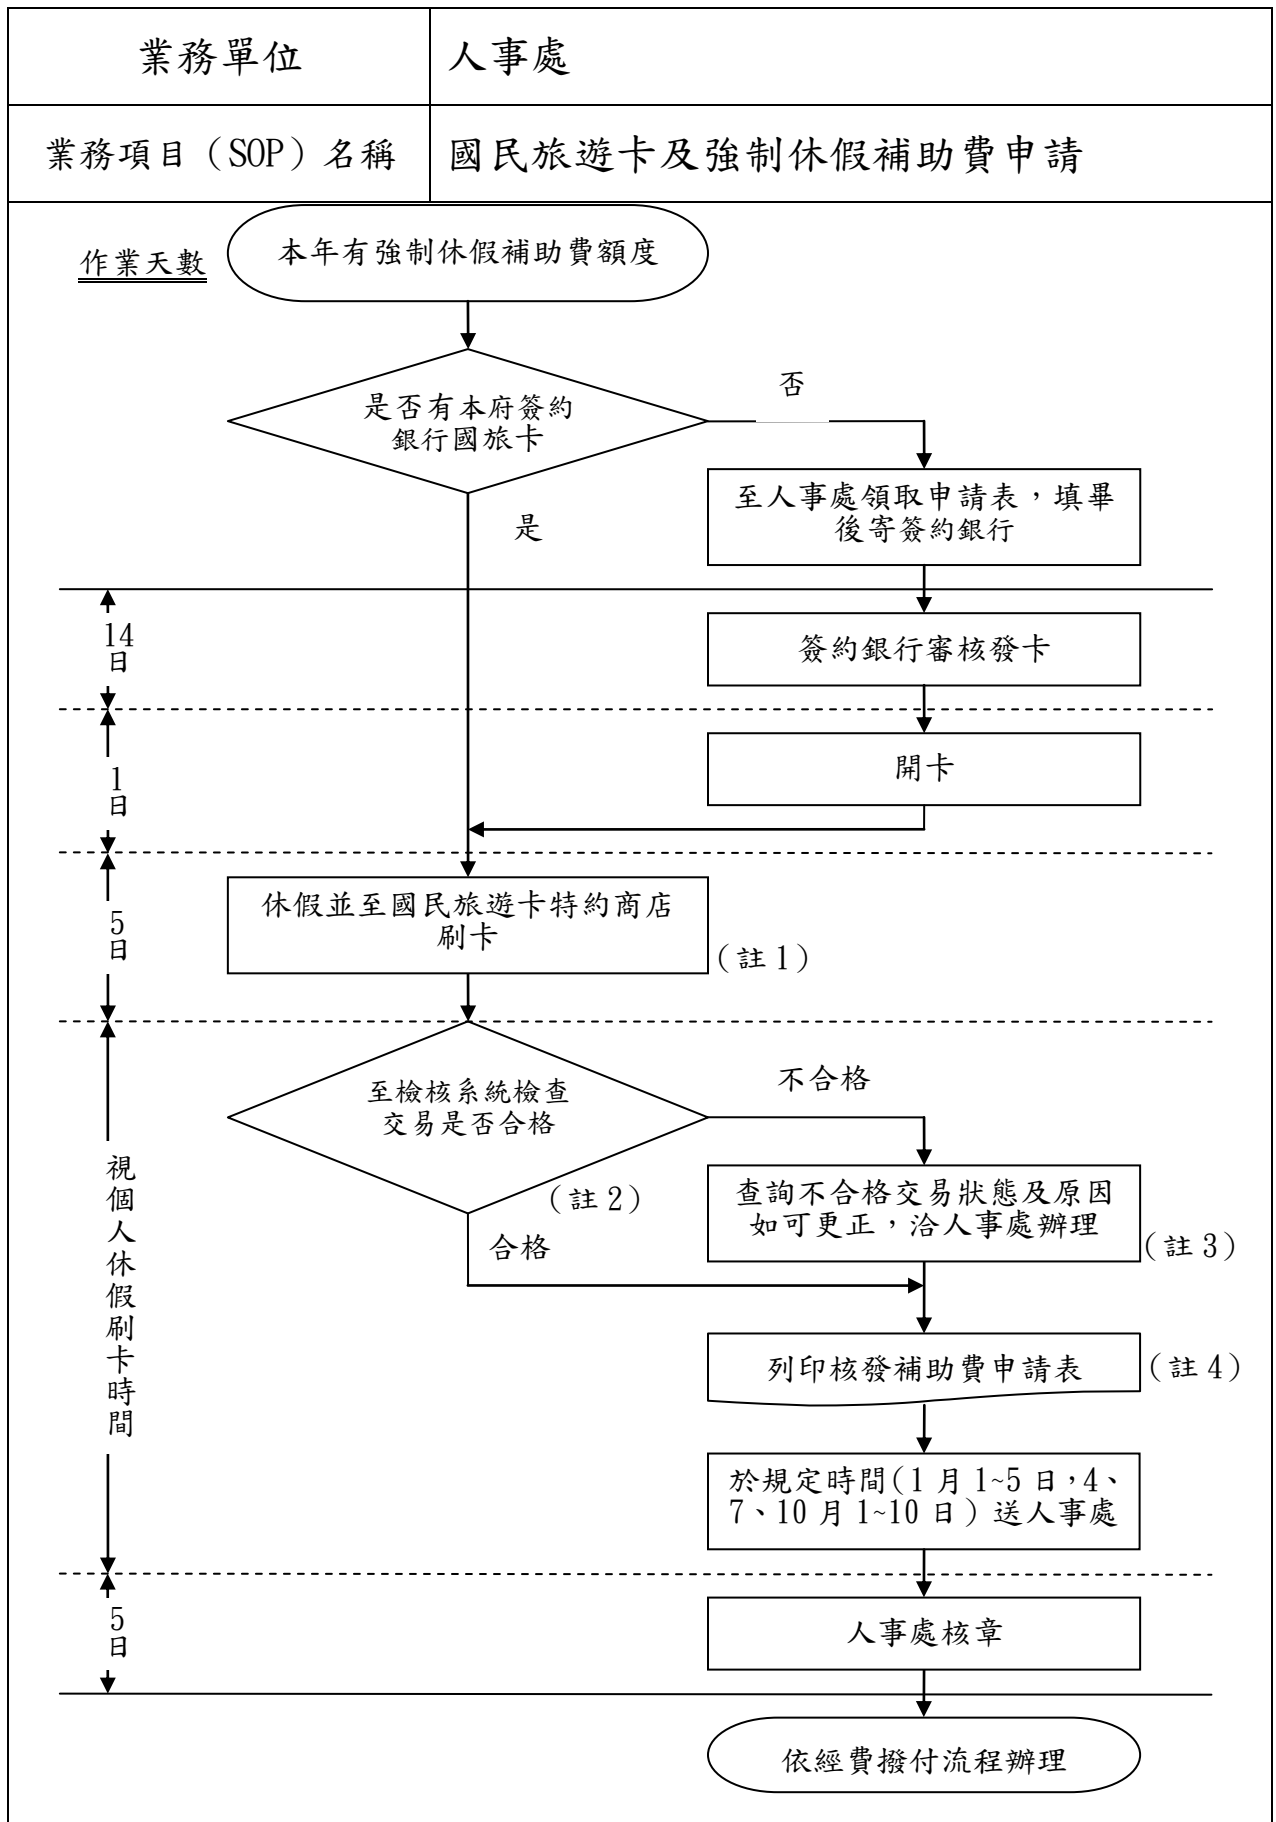 業務單位
人事處
業務項目（SOP）名稱
國民旅遊卡及強制休假補助費申請
作業天數
本年有強制休假補助費額度
是否有本府簽約
銀行國旅卡
否
是
至人事處領取申請表，填畢
後寄簽約銀行
14
日
簽約銀行審核發卡
1
日
開卡
5
日
休假並至國民旅遊卡特約商店
刷卡
（註1）
視個人休假刷卡時間
至檢核系統檢查
交易是否合格
（註2）
不合格
合格
查詢不合格交易狀態及原因
如可更正，洽人事處辦理
（註3）
列印核發補助費申請表
（註4）
於規定時間(1月1~5日，4、
7、10月1~10日）送人事處
5
日
人事處核章
依經費撥付流程辦理